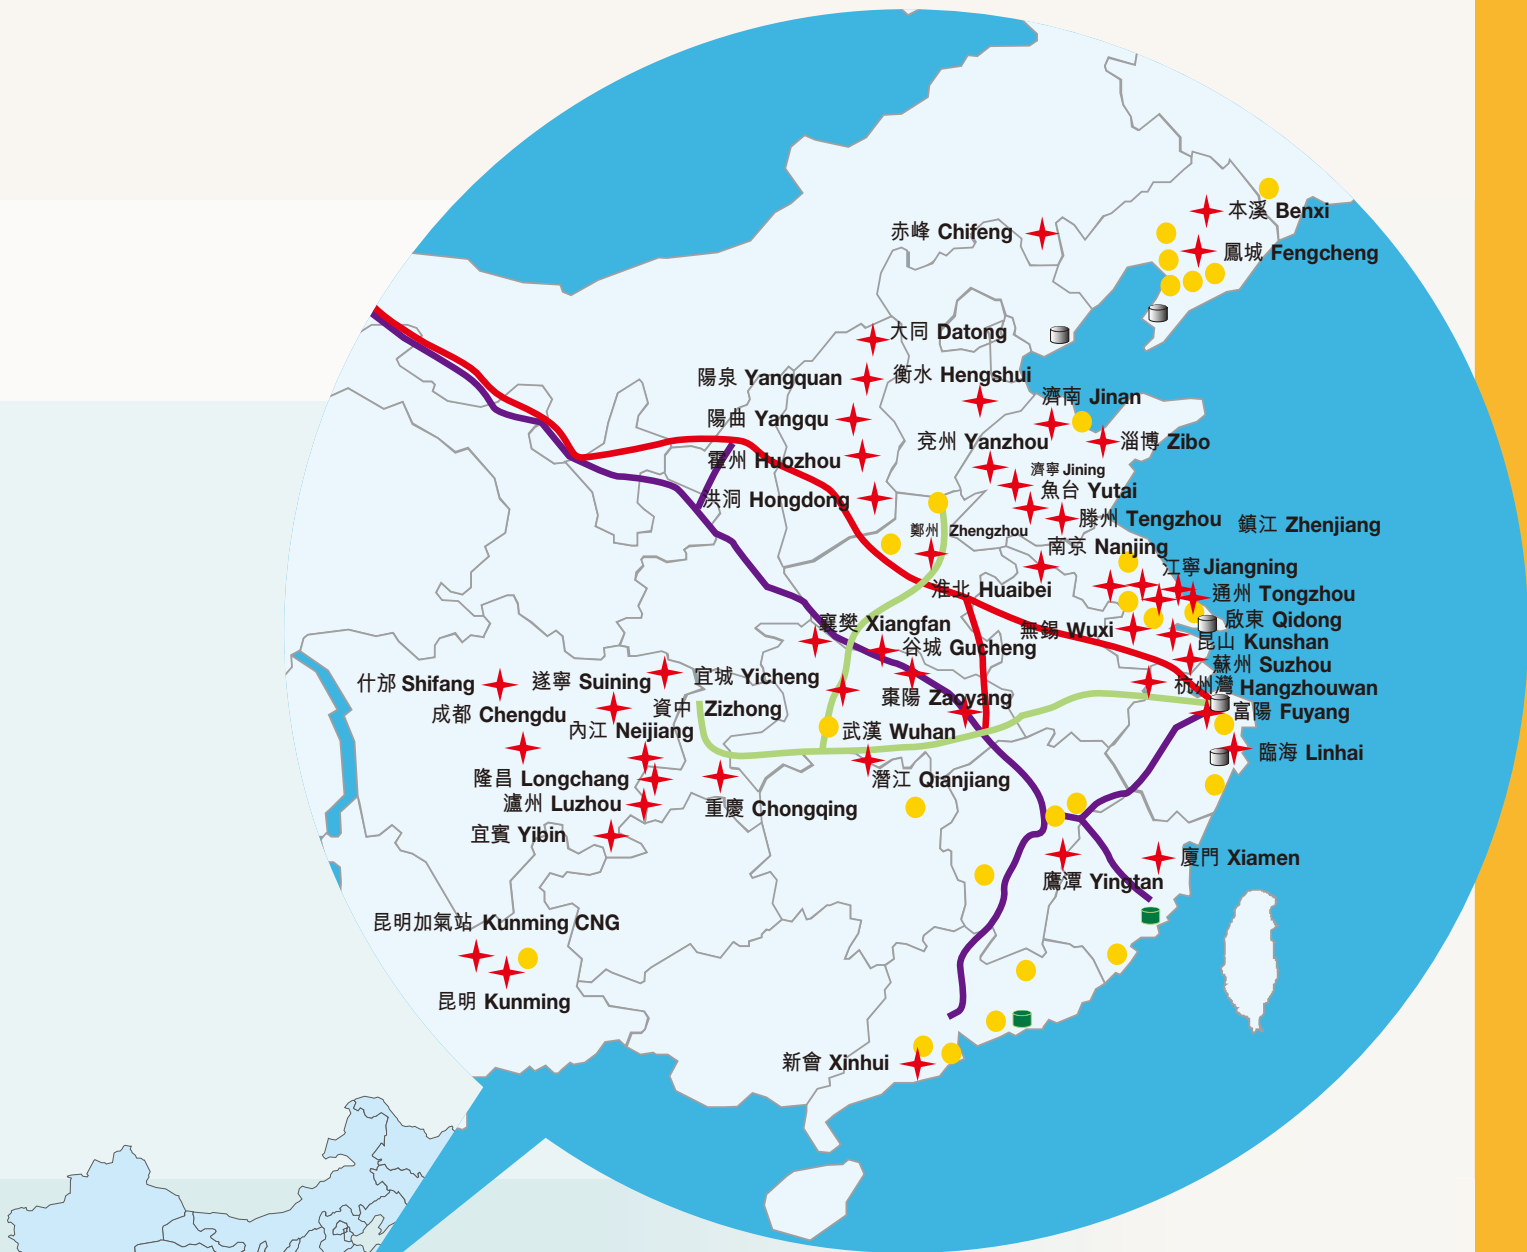 本溪 Benxi
赤峰 Chifeng
鳳城 Fengcheng
大同 Datong
陽泉 Yangquan
衡水 Hengshui
濟南 Jinan
陽曲 Yangqu
兗州 Yanzhou
淄博 Zibo
霍州 Huozhou
濟寧 Jining
魚台 Yutai
洪洞 Hongdong
滕州 Tengzhou
鎮江 Zhenjiang
鄭州 Zhengzhou
南京 Nanjing
江寧 Jiangning
淮北 Huaibei
通州 Tongzhou
襄樊 Xiangfan
無錫 Wuxi
啟東 Qidong
昆山 Kunshan
谷城 Gucheng
蘇州 Suzhou
什邡 Shifang
遂寧 Suining
宜城 Yicheng
杭州灣 Hangzhouwan
棗陽 Zaoyang
資中 Zizhong
成都 Chengdu
富陽 Fuyang
內江 Neijiang
武漢 Wuhan
臨海 Linhai
隆昌 Longchang
潛江 Qianjiang
瀘州 Luzhou
重慶 Chongqing
宜賓 Yibin
廈門 Xiamen
鷹潭 Yingtan
昆明加氣站 Kunming CNG
昆明 Kunming
新會 Xinhui